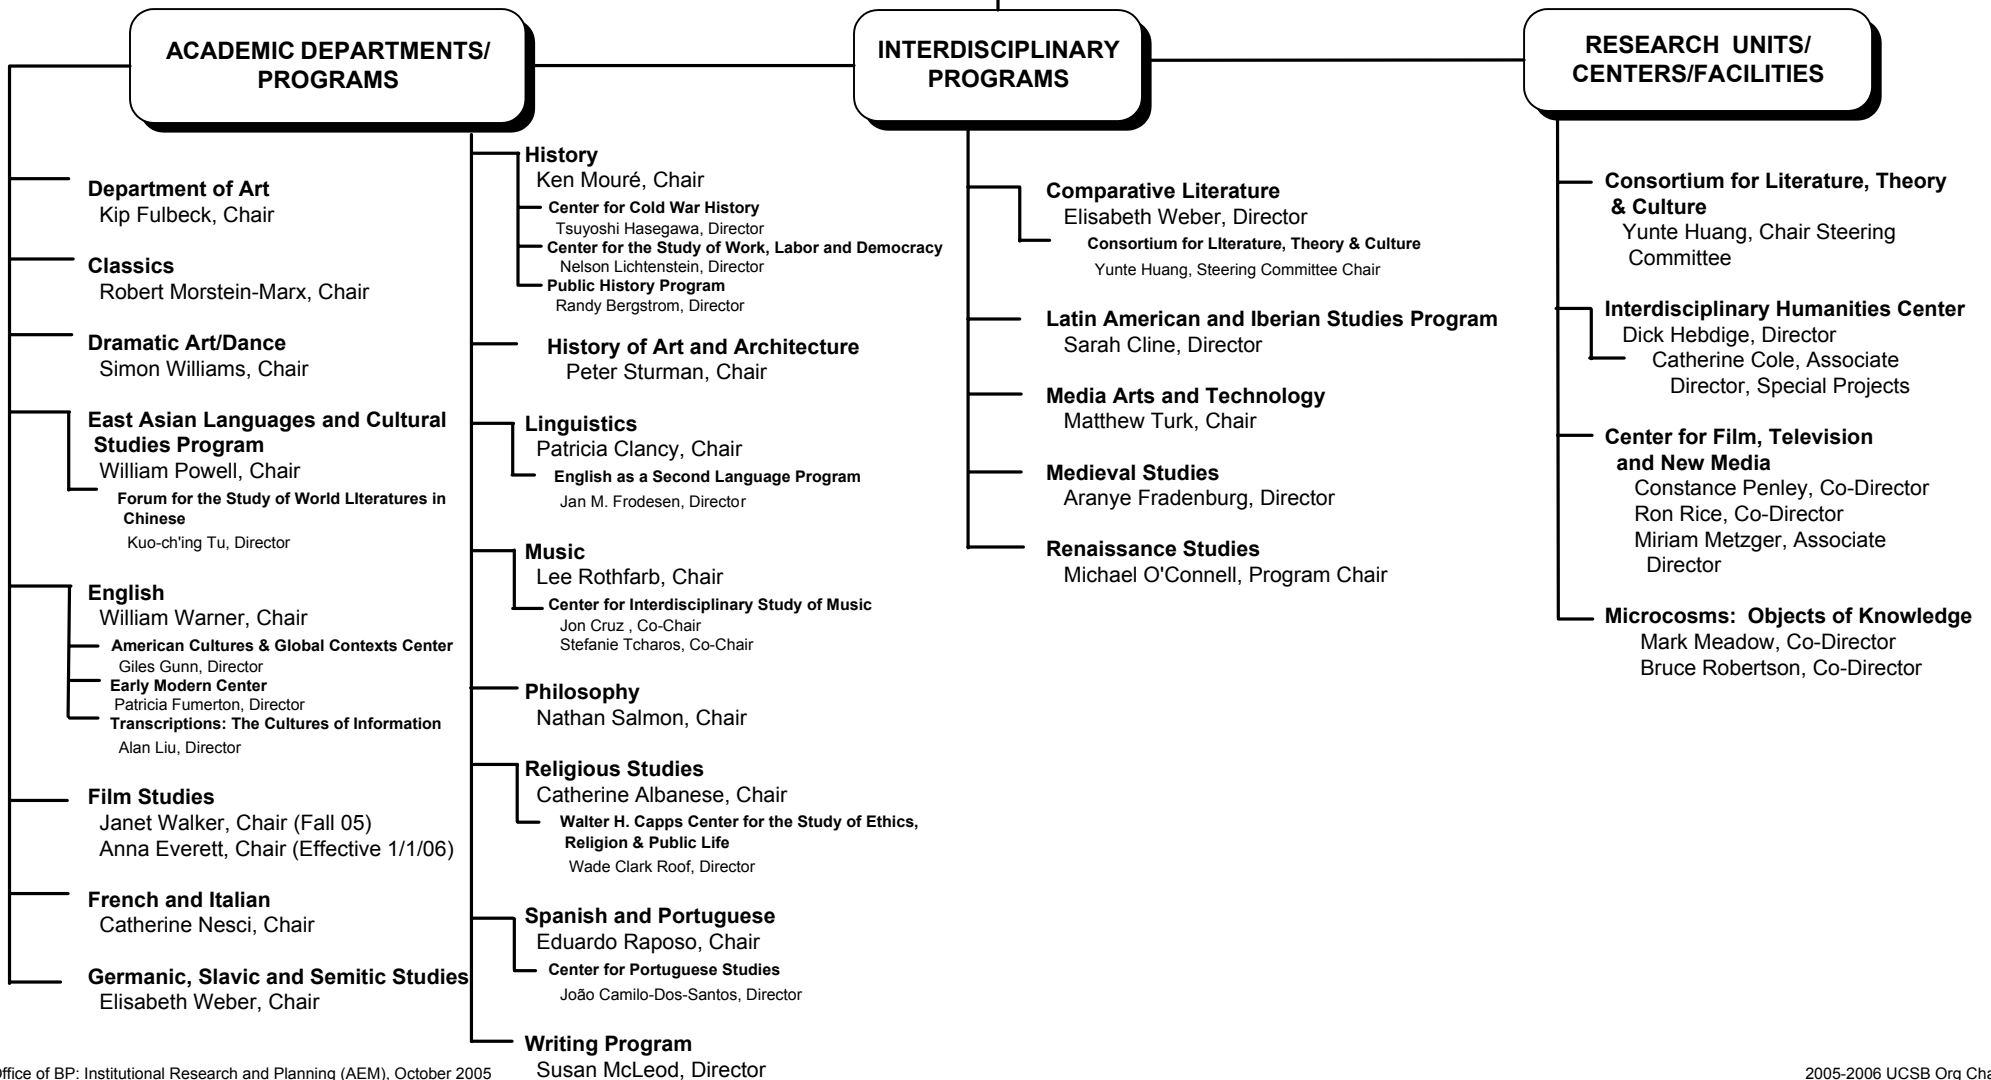 ACADEMIC DEPARTMENTS/
PROGRAMS
Department of Art
Kip Fulbeck, Chair
Classics
Robert Morstein-Marx, Chair
Dramatic Art/Dance
Simon Williams, Chair
East Asian Languages and Cultural
Studies Program
William Powell, Chair
Forum for the Study of World LIteratures in
Chinese
Kuo-ch'ing Tu, Director
English
William Warner, Chair
American Cultures & Global Contexts Center
Giles Gunn, Director
Early Modern Center
Patricia Fumerton, Director
Transcriptions: The Cultures of Information
Alan Liu, Director
Film Studies
Janet Walker, Chair (Fall 05)
Anna Everett, Chair (Effective 1/1/06)
French and Italian
Catherine Nesci, Chair
Germanic, Slavic and Semitic Studies
Elisabeth Weber, Chair
History
Ken Mouré, Chair
Center for Cold War History
Tsuyoshi Hasegawa, Director
Center for the Study of Work, Labor and Democracy
Nelson Lichtenstein, Director
Public History Program
Randy Bergstrom, Director
History of Art and Architecture
Peter Sturman, Chair
Linguistics
Patricia Clancy, Chair
English as a Second Language Program
Jan M. Frodesen, Director
Music
Lee Rothfarb, Chair
Center for Interdisciplinary Study of Music
Jon Cruz , Co-Chair
Stefanie Tcharos, Co-Chair
Philosophy
Nathan Salmon, Chair
Religious Studies
Catherine Albanese, Chair
Walter H. Capps Center for the Study of Ethics,
Religion & Public Life
Wade Clark Roof, Director
Spanish and Portuguese
Eduardo Raposo, Chair
Center for Portuguese Studies
João Camilo-Dos-Santos, Director
Writing Program
Susan McLeod, Director
INTERDISCIPLINARY
PROGRAMS
Comparative Literature
Elisabeth Weber, Director
Consortium for LIterature, Theory & Culture
Yunte Huang, Steering Committee Chair
Latin American and Iberian Studies Program
Sarah Cline, Director
Media Arts and Technology
Matthew Turk, Chair
Medieval Studies
Aranye Fradenburg, Director
Renaissance Studies
Michael O'Connell, Program Chair
RESEARCH UNITS/
CENTERS/FACILITIES
Consortium for Literature, Theory
& Culture
Yunte Huang, Chair Steering
Committee
Interdisciplinary Humanities Center
Dick Hebdige, Director
Catherine Cole, Associate
Director, Special Projects
Center for Film, Television
and New Media
Constance Penley, Co-Director
Ron Rice, Co-Director
Miriam Metzger, Associate
Director
Microcosms: Objects of Knowledge
Mark Meadow, Co-Director
Bruce Robertson, Co-Director
of BP: Institutional Research and Planning (AEM), October 2005
2005-2006 UCSB Org